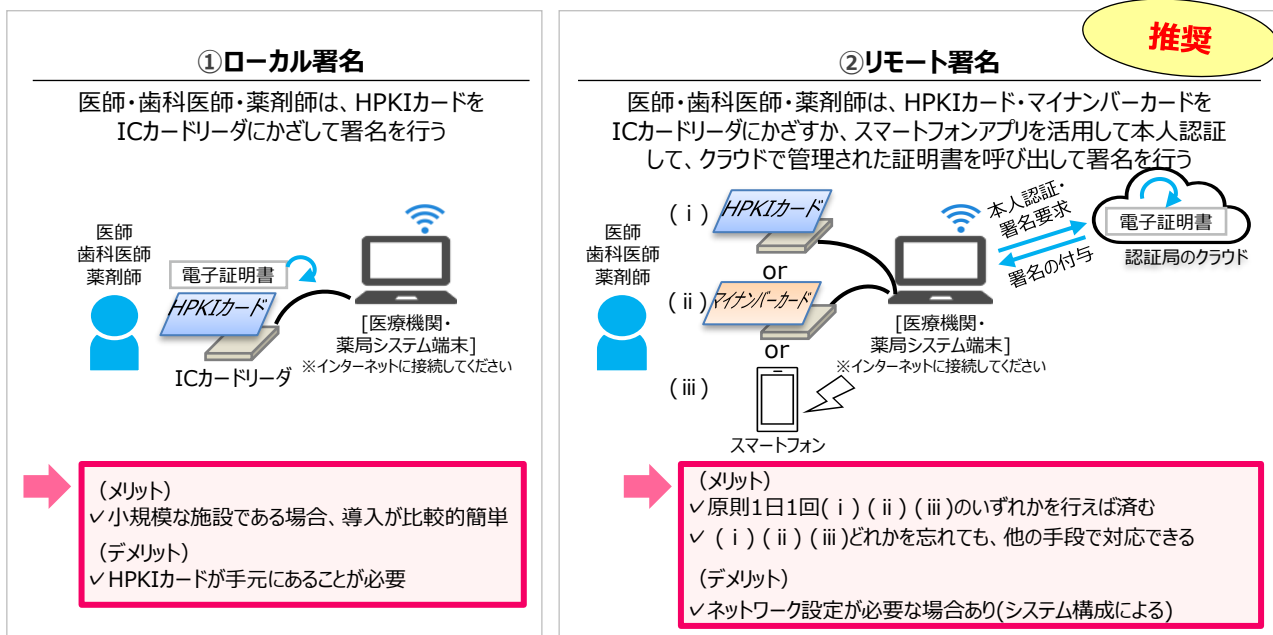 ①ローカル署名
医師・歯科医師・薬剤師は、HPKIカードを
ICカードリーダにかざして署名を行う
医師
歯科医師
薬剤師
電子証明書
HPKIカード
ICカードリーダ
[医療機関・
薬局システム端末]
※インターネットに接続してください
（メリット）
✓小規模な施設である場合、導入が比較的簡単
（デメリット）
✓HPKIカードが手元にあることが必要
推奨
②リモート署名
医師・歯科医師・薬剤師は、HPKIカード・マイナンバーカードを
ICカードリーダにかざすか、スマートフォンアプリを活用して本人認証
して、クラウドで管理された証明書を呼び出して署名を行う
医師
歯科医師
薬剤師
(ⅰ)
HPKIカード
or
(ⅱ)
マイナンバーカード
or
(ⅲ)
スマートフォン
[医療機関・
薬局システム端末]
※インターネットに接続してください
本人認証・
署名要求
署名の付与
電子証明書
認証局のクラウド
（メリット）
✓原則1日1回(ⅰ)(ⅱ)(ⅲ)のいずれかを行えば済む
✓(ⅰ)(ⅱ)(ⅲ)どれかを忘れても、他の手段で対応できる
（デメリット）
✓ネットワーク設定が必要な場合あり(システム構成による)